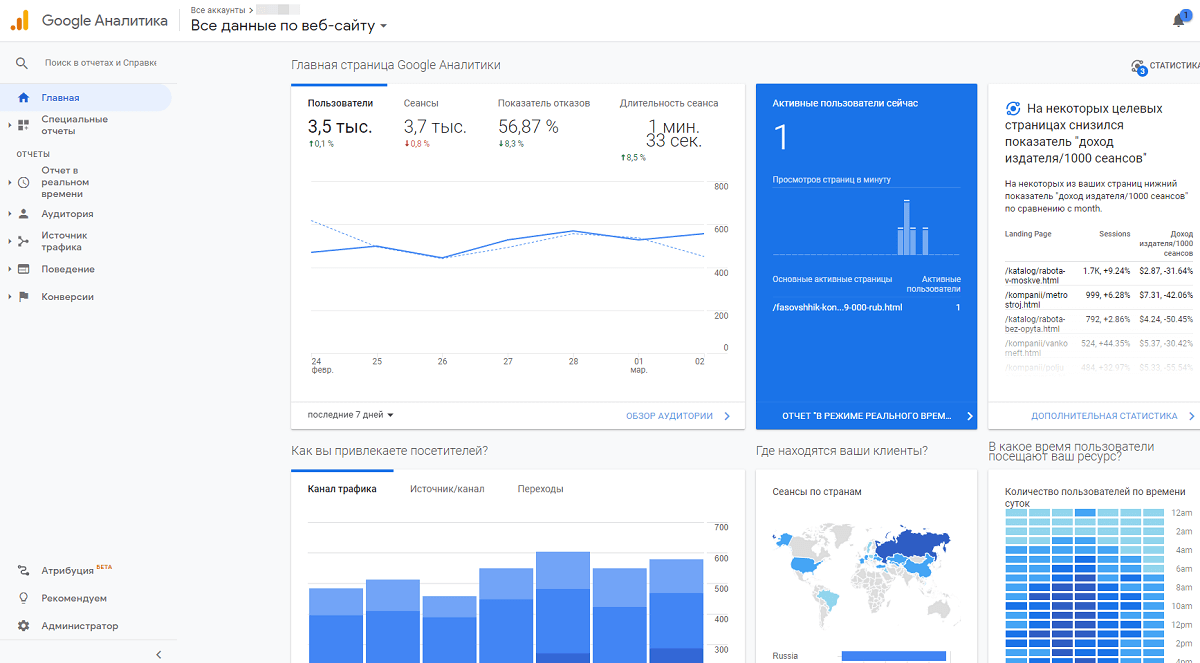 Google Аналитика
Все аккаунты >
Все данные по веб-сайту
1
Поиск в отчетах и Справке
Главная
Специальные
отчеты
ОТЧЕТЫ
Отчет в
реальном
времени
Аудитория
Источник
трафика
Поведение
Конверсии
Атрибуция БЕТА
Рекомендуем
Администратор
Главная страница Google Аналитики
3
СТАТИСТИКА
Пользователи
3,5 тыс.
↑0,1 %
Сеансы
3,7 тыс.
↓0,8 %
Показатель отказов
56,87 %
↓8,3 %
Длительность сеанса
1 мин.
33 сек.
↑8,5 %
800
600
400
200
0
24
февр.
25
26
27
28
01
мар.
02
последние 7 дней
ОБЗОР АУДИТОРИИ
Активные пользователи сейчас
1
Просмотров страниц в минуту
Основные активные страницы
Активные
пользователи
/fasovshhik-kon...9-000-rub.html 1
ОТЧЕТ "В РЕЖИМЕ РЕАЛЬНОГО ВРЕМ...
На некоторых целевых
страницах снизился
показатель "доход
издателя/1000 сеансов"
На некоторых из ваших страниц нижний
показатель "доход издателя/1000 сеансов"
по сравнению с month.
Landing Page Sessions Доход
издателя/1000
сеансов
/katalog/rabota-
v-moskve.html 1.7K, +9.24% $2.87, -31.64%
/kompanii/metro
stroj.html 999, +6.28% $7.31, -42.06%
/katalog/rabota-
bez-opyta.html 792, +2.86% $4.24, -50.45%
/kompanii/vanko
rneft.html 524, +44.35% $5.37, -30.42%
484, +32.97% $5.33, -55.54%
ДОПОЛНИТЕЛЬНАЯ СТАТИСТИКА
Как вы привлекаете посетителей?
Канал трафика
Источник/канал
Переходы
700
600
500
400
300
Где находятся ваши клиенты?
Сеансы по странам
Russia
В какое время пользователи
посещают ваш ресурс?
Количество пользователей по времени
суток
12am
2am
4am
6am
8am
10am
12pm
2pm
4pm